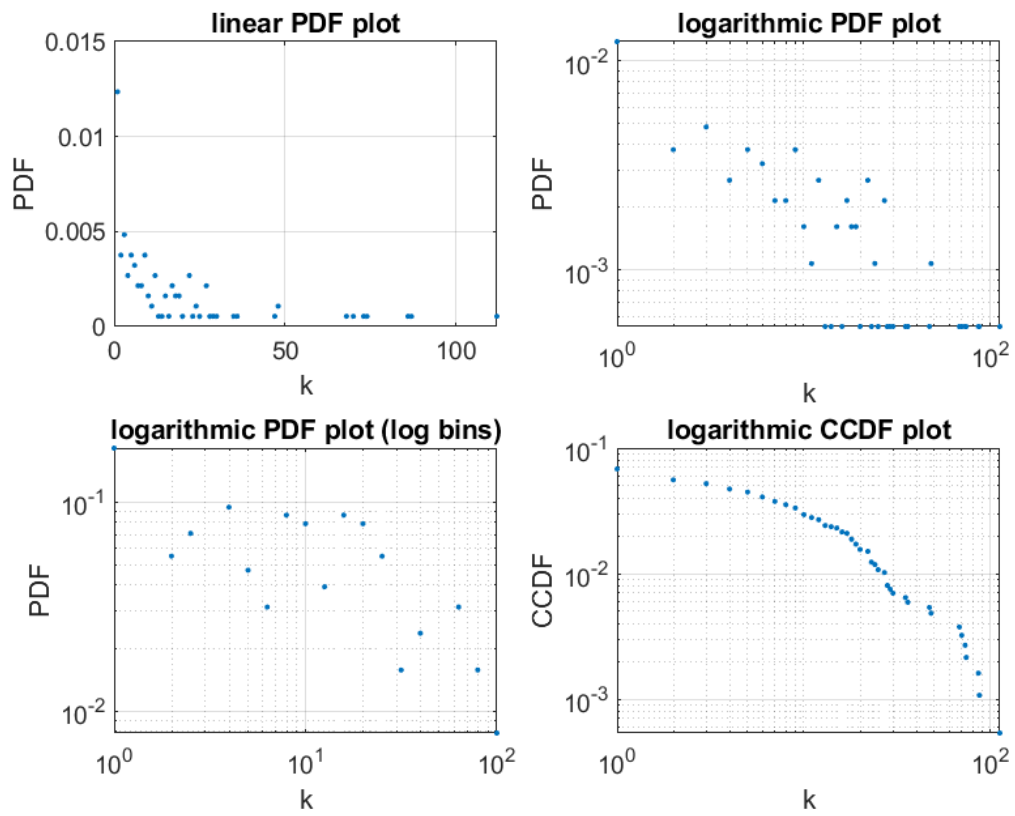 linear PDF plot
0.015
0.01
0.005
0
PDF
0
50
100
k
logarithmic PDF plot
10^-2
10^-3
PDF
10^0
10^2
k
logarithmic PDF plot (log bins)
10^-1
10^-2
PDF
10^0
10^1
10^2
k
logarithmic CCDF plot
10^-1
10^-2
10^-3
CCDF
10^0
10^2
k